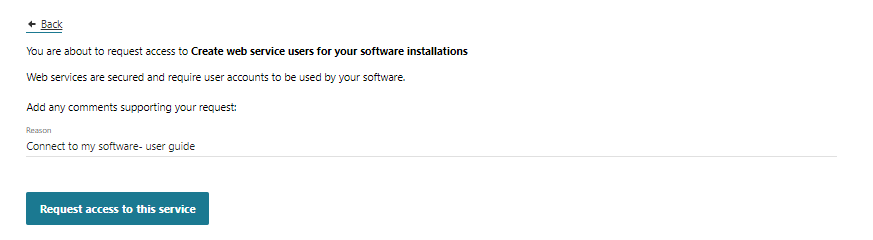 ← Back
You are about to request access to Create web service users for your software installations
Web services are secured and require user accounts to be used by your software.
Add any comments supporting your request:
Reason
Connect to my software- user guide
Request access to this service